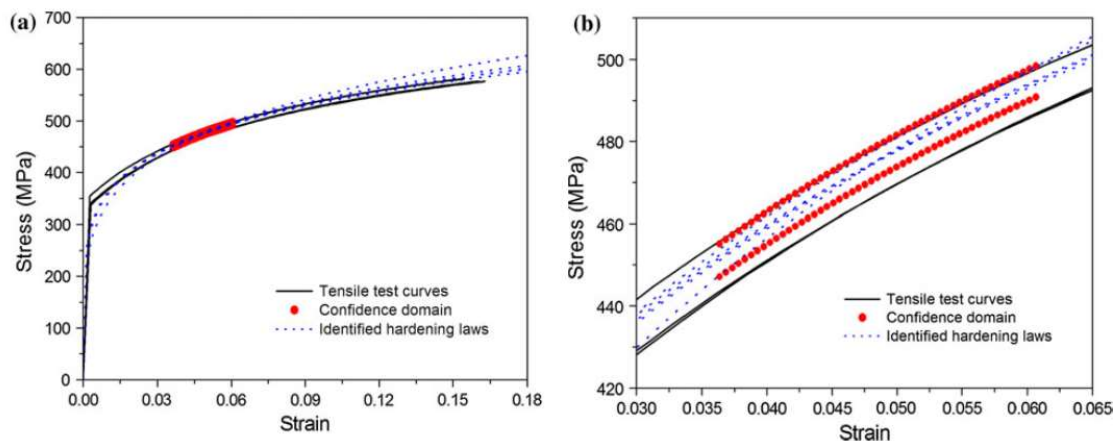 (a)
700
600
500
400
300
200
100
0
Stress (MPa)
Tensile test curves
Confidence domain
Identified hardening laws
0.00 0.03 0.06 0.09 0.12 0.15 0.18
Strain
(b)
500
480
460
440
420
Stress (MPa)
Tensile test curves
Confidence domain
Identified hardening laws
0.030 0.035 0.040 0.045 0.050 0.055 0.060 0.065
Strain